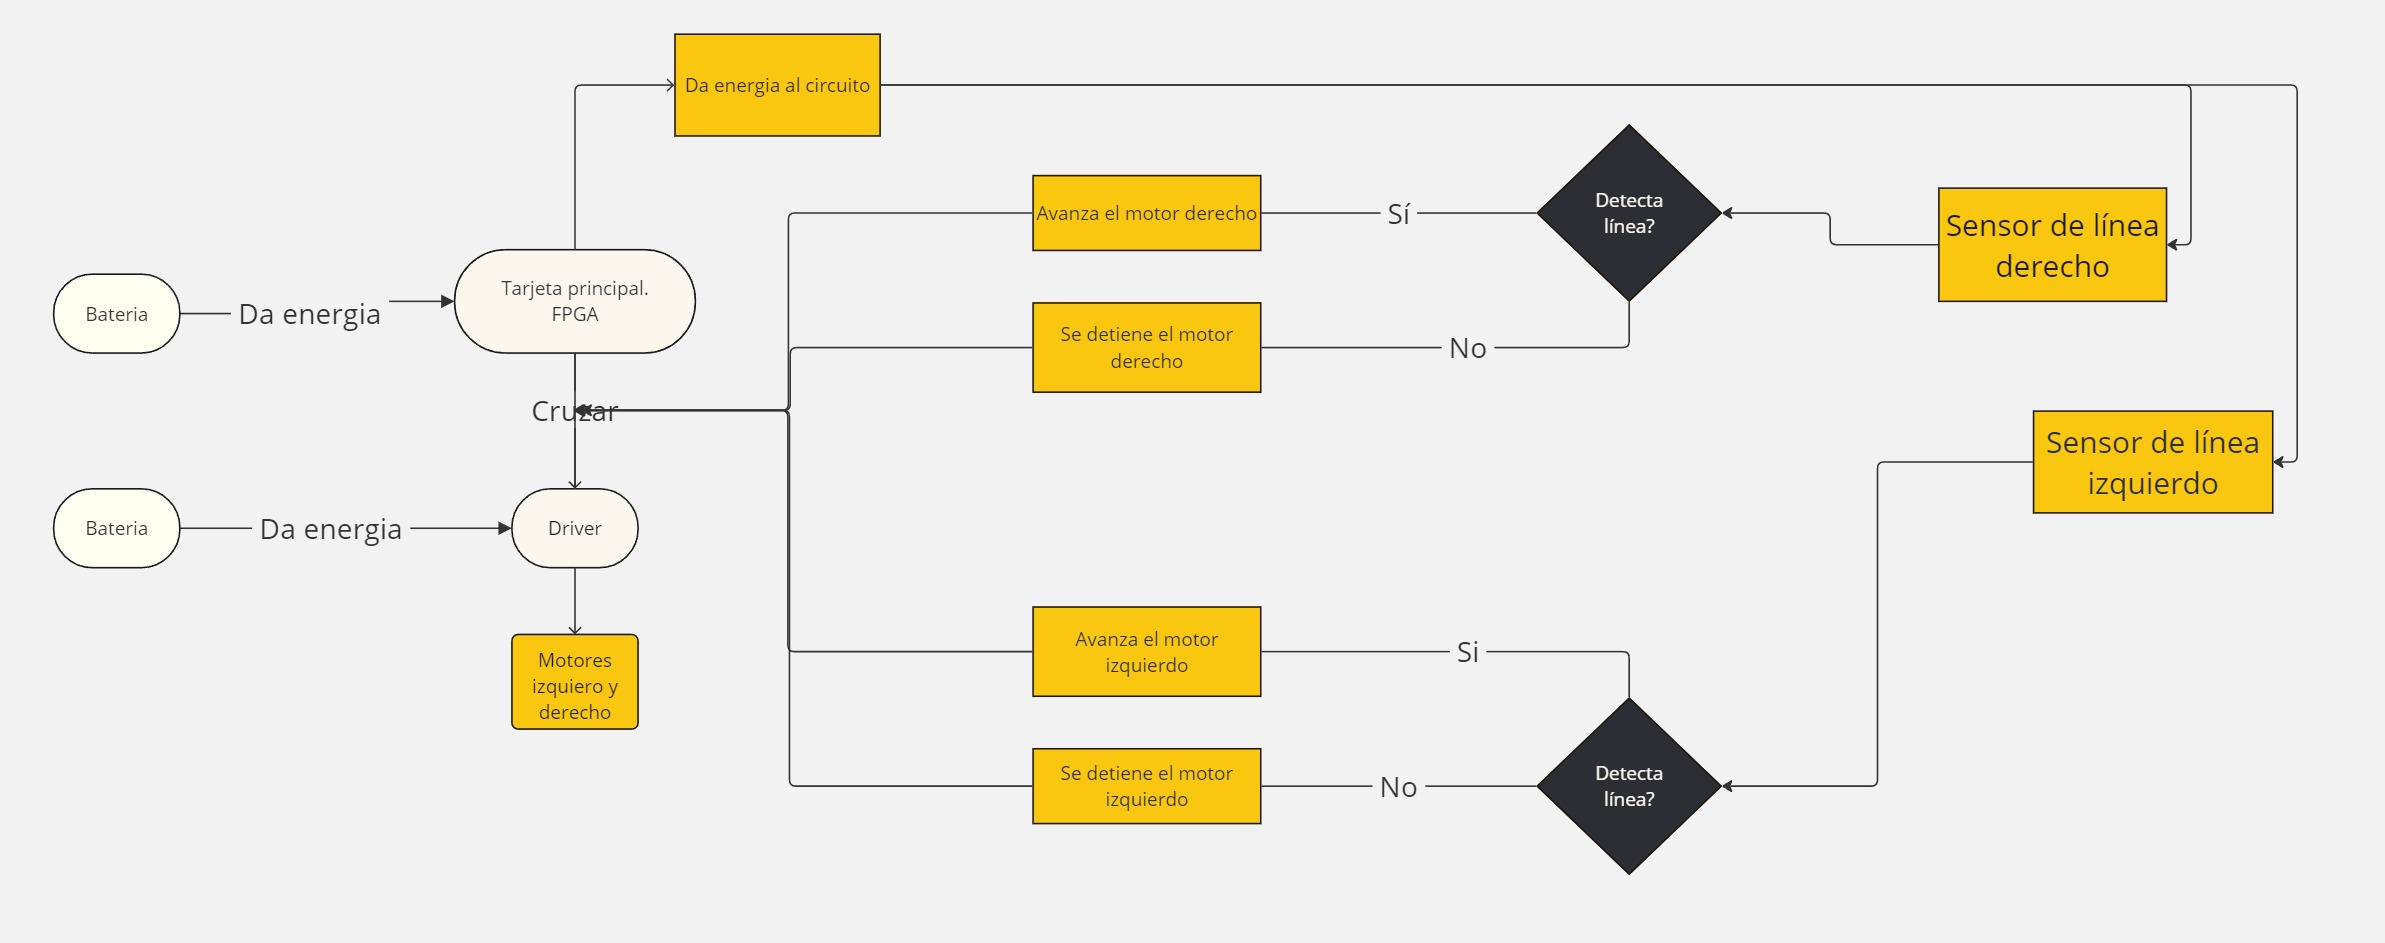 Da energia al circuito
Detecta
línea?
Avanza el motor derecho
Sí
Sensor de línea
derecho
Tarjeta principal.
FPGA
Bateria
Da energia
Se detiene el motor
derecho
No
Cruzar
Sensor de línea
izquierdo
Bateria
Da energia
Driver
Avanza el motor
izquierdo
Si
Motores
izquiero y
derecho
Se detiene el motor
izquierdo
No
Detecta
línea?